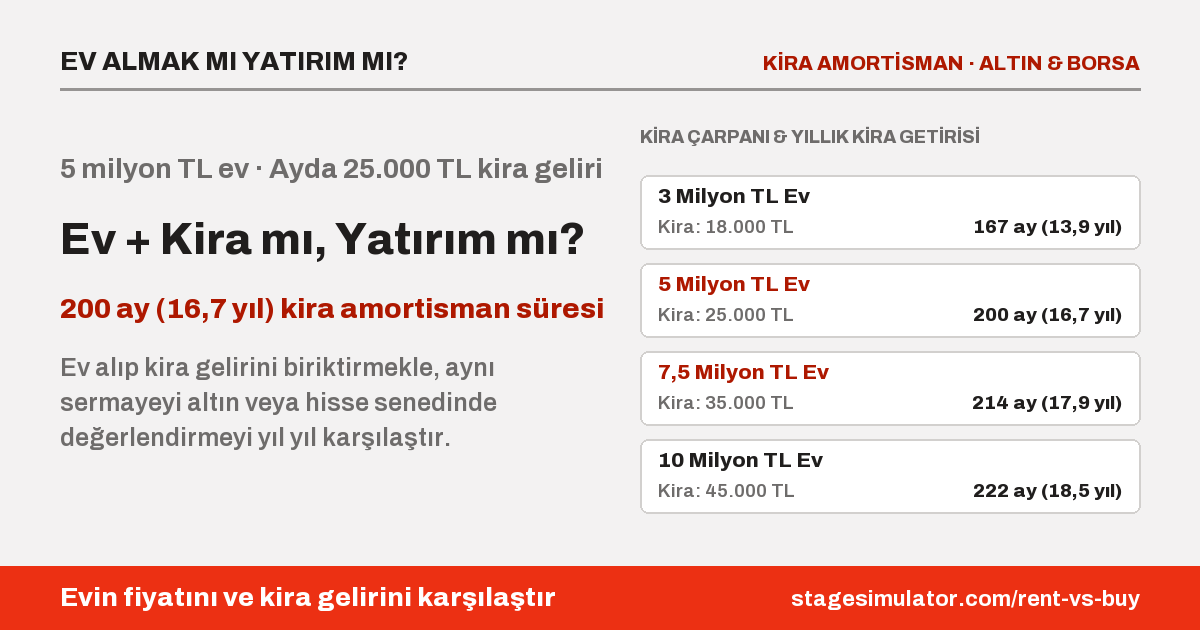 EV ALMAK MI YATIRIM MI?
KİRA AMORTİSMAN · ALTIN & BORSA
5 milyon TL ev · Ayda 25.000 TL kira geliri
Ev + Kira mı, Yatırım mı?
200 ay (16,7 yıl) kira amortisman süresi
Ev alıp kira gelirini biriktirmekle, aynı
sermayeyi altın veya hisse senedinde
değerlendirmeyi yıl yıl karşılaştır.
KİRA ÇARPANI & YILLIK KİRA GETİRİSİ
3 Milyon TL Ev
Kira: 18.000 TL 167 ay (13,9 yıl)
5 Milyon TL Ev
Kira: 25.000 TL 200 ay (16,7 yıl)
7,5 Milyon TL Ev
Kira: 35.000 TL 214 ay (17,9 yıl)
10 Milyon TL Ev
Kira: 45.000 TL 222 ay (18,5 yıl)
Evin fiyatını ve kira gelirini karşılaştır
stagesimulator.com/rent-vs-buy